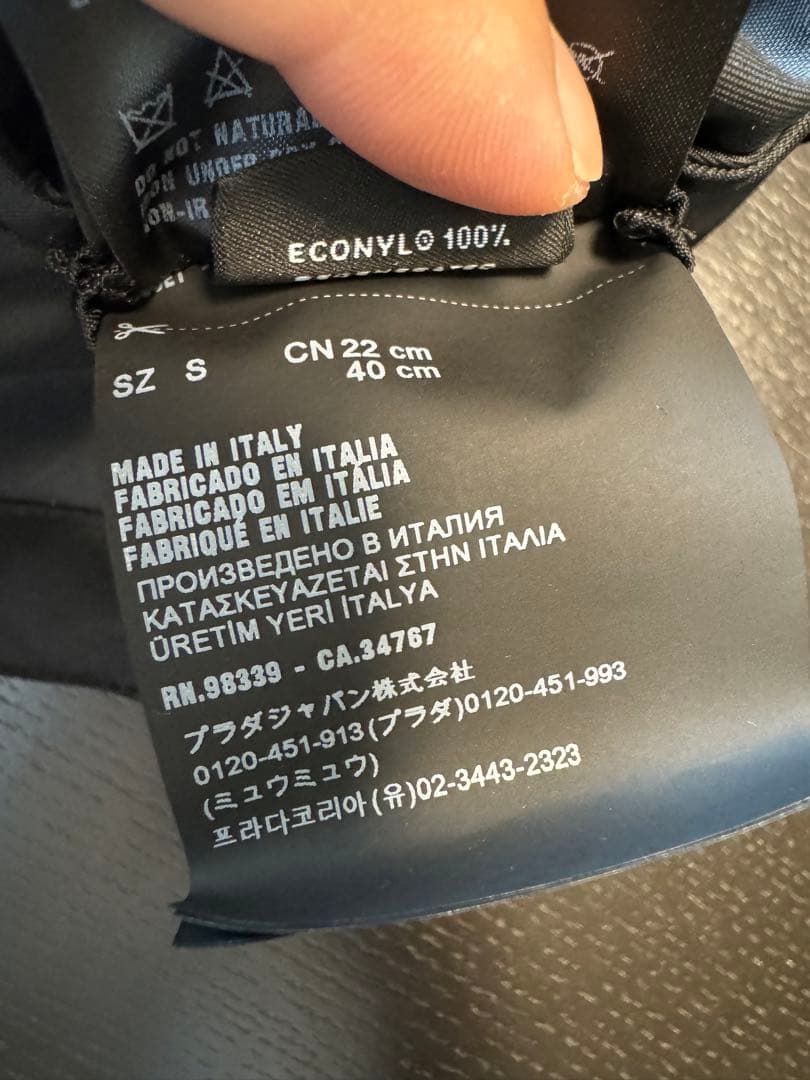 DO NOT NATURAL
UNDER
ECONYL® 100%
SZ S CN 22 cm
40 cm
MADE IN ITALY
FABRICADO EN ITALIA
FABRICADO EM ITÁLIA
FABRIQUÉ EN ITALIE
ПРОИЗВЕДЕНО В ИТАЛИЯ
ΚΑΤΑΣΚΕΥΑΖΕΤΑΙ ΣΤΗΝ ΙΤΑΛΙΑ
ÜRETİM YERİ İTALYA
RN.98339 - CA.34767
プラダジャパン株式会社
0120-451-913(プラダ)0120-451-993
(ミュウミュウ)
프라다코리아(유)02-3443-2323